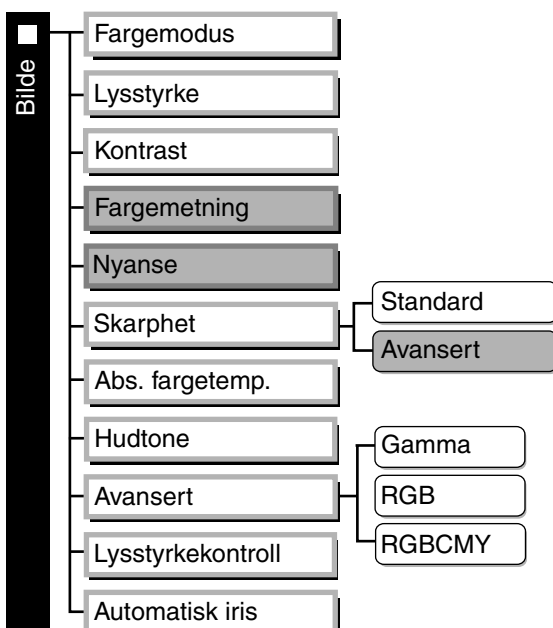 Bilde
Fargemodus
Lysstyrke
Kontrast
Fargemetning
Nyanse
Skarphet
Standard
Avansert
Abs. fargetemp.
Hudtone
Avansert
Gamma
RGB
RGBCMY
Lysstyrkekontroll
Automatisk iris